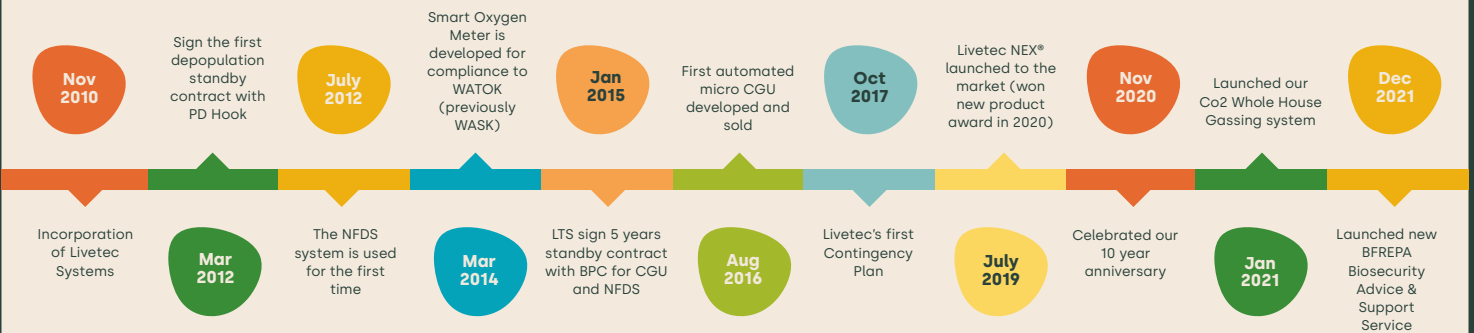 Nov
2010
Incorporation
of Livetec
Systems
Sign the first
depopulation
standby
contract with
PD Hook
Mar
2012
July
2012
The NFDS
system is used
for the first
time
Smart Oxygen
Meter is
developed for
compliance to
WATOK
(previously
WASK)
Mar
2014
Jan
2015
LTS sign 5 years
standby contract
with BPC for CGU
and NFDS
First automated
micro CGU
developed and
sold
Aug
2016
Oct
2017
Livetec's first
Contingency
Plan
Livetec NEX®
launched to the
market (won
new product
award in 2020)
July
2019
Nov
2020
Celebrated our
10 year
anniversary
Launched our
Co2 Whole House
Gassing system
Jan
2021
Dec
2021
Launched new
BFREPA
Biosecurity
Advice &
Support
Service